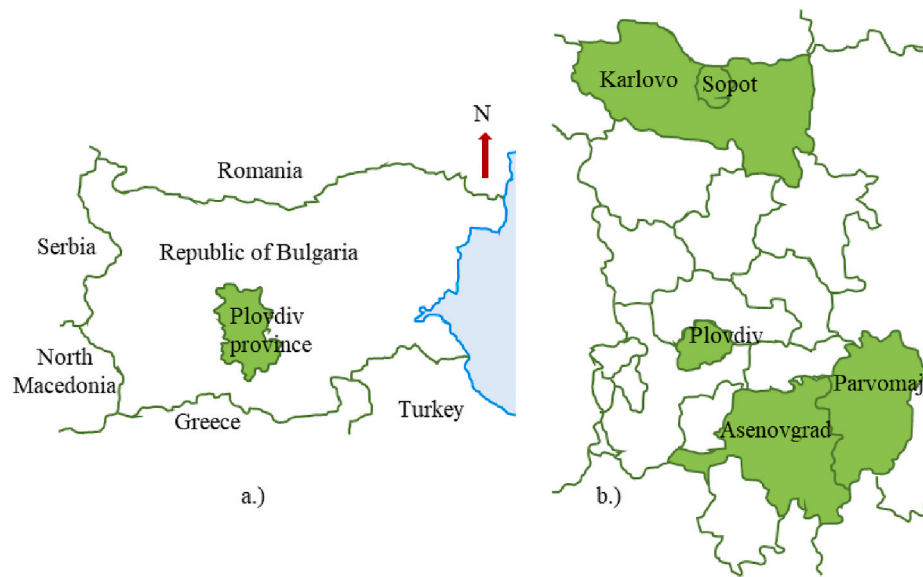 N
Romania
Serbia
Republic of Bulgaria
Plovdiv
province
North
Macedonia
Greece
Turkey
a.)
Karlovo
Sopot
Plovdiv
Parvomaj
Asenovgrad
b.)